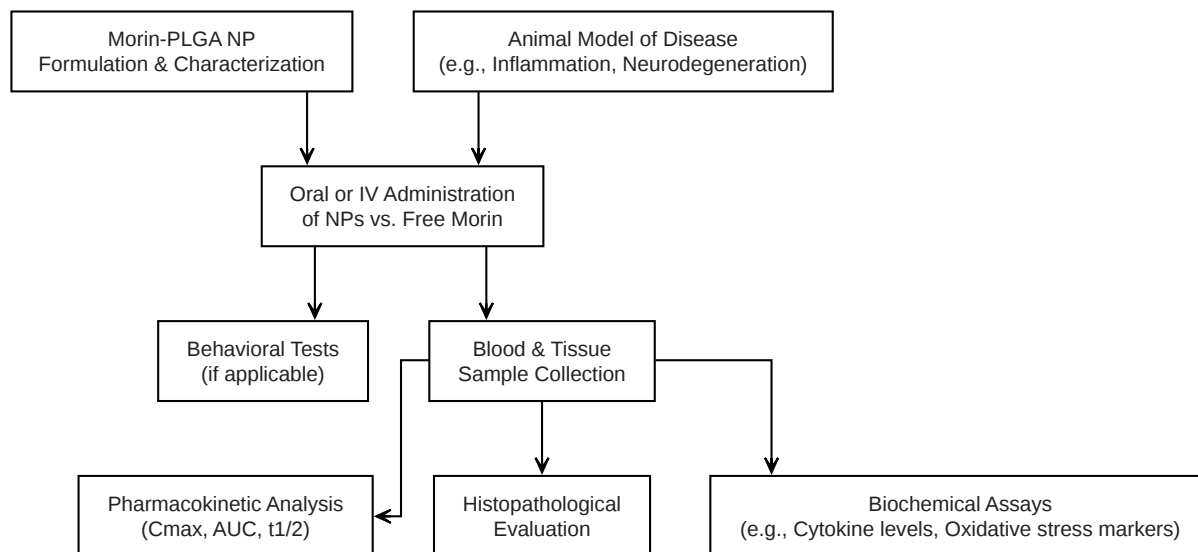 Morin-PLGA NP
Formulation & Characterization
Animal Model of Disease
(e.g., Inflammation, Neurodegeneration)
Oral or IV Administration
of NPs vs. Free Morin
Behavioral Tests
(if applicable)
Blood & Tissue
Sample Collection
Pharmacokinetic Analysis
(Cmax, AUC, t1/2)
Histopathological
Evaluation
Biochemical Assays
(e.g., Cytokine levels, Oxidative stress markers)